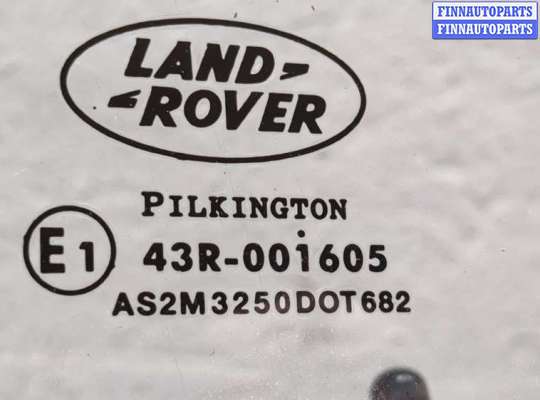 FINNAUTOPARTS
FINNAUTOPARTS
LAND
ROVER
PILKINGTON
E1 43R-001605
AS2M3250DOT682